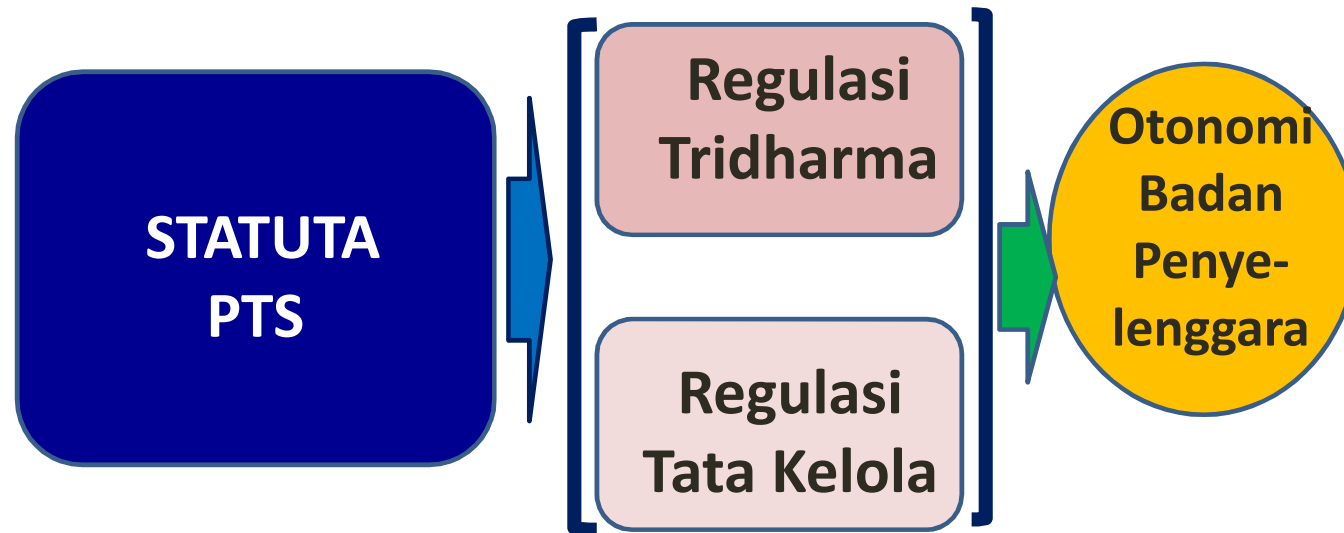 STATUTA
PTS
Regulasi
Tridharma
Regulasi
Tata Kelola
Otonomi
Badan
Penye-
lenggara